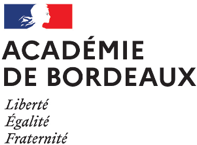 ACADÉMIE
DE BORDEAUX
Liberté
Égalité
Fraternité